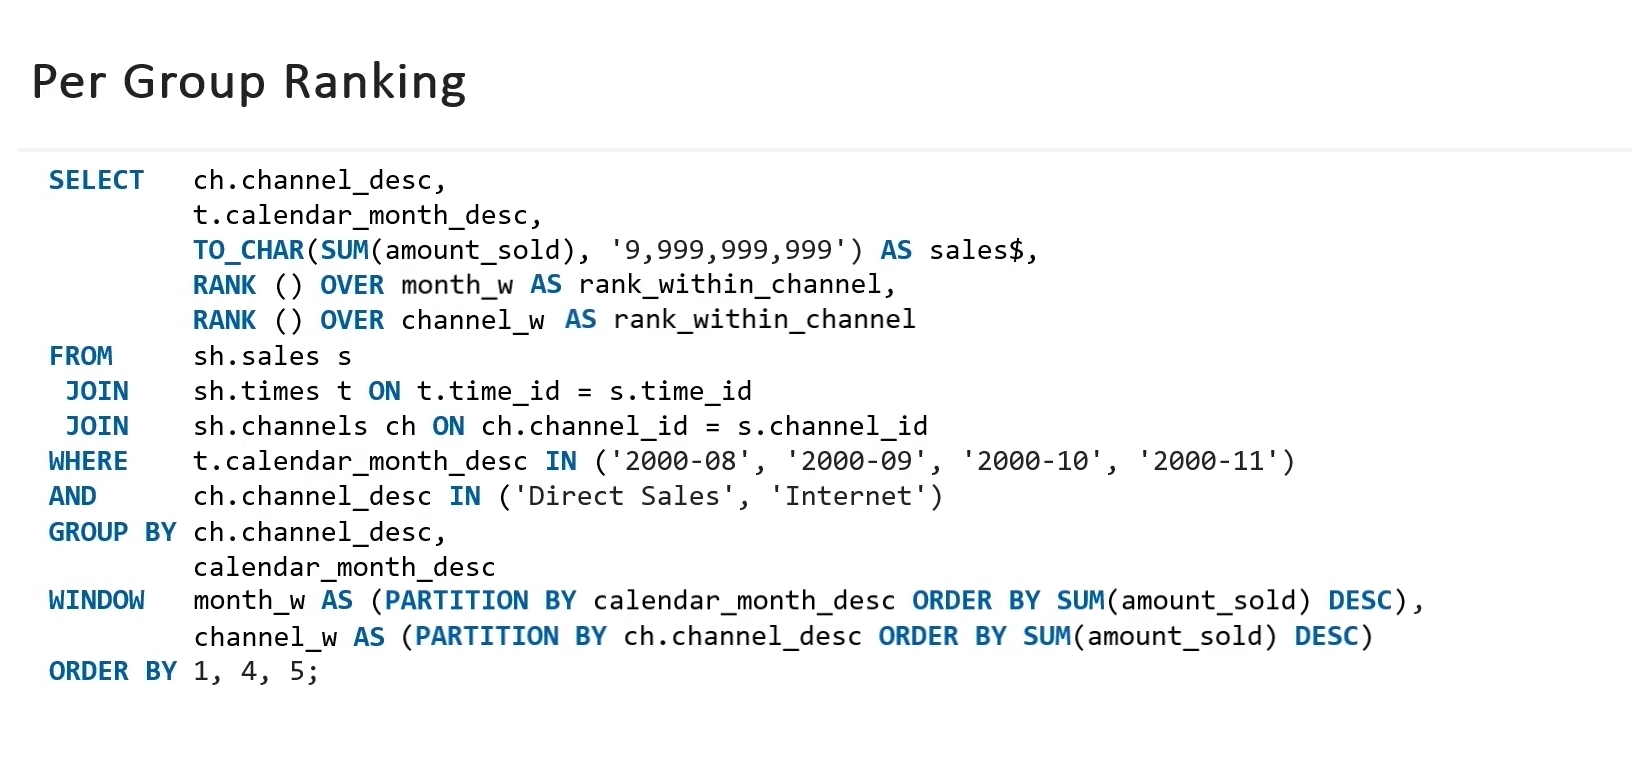 Per Group Ranking
SELECT ch.channel_desc,
t.calendar_month_desc,
TO_CHAR(SUM(amount_sold), '9,999,999,999') AS sales$,
RANK () OVER month_w AS rank_within_channel,
RANK () OVER channel_w AS rank_within_channel
FROM sh.sales s
JOIN sh.times t ON t.time_id = s.time_id
JOIN sh.channels ch ON ch.channel_id = s.channel_id
WHERE t.calendar_month_desc IN ('2000-08', '2000-09', '2000-10', '2000-11')
AND ch.channel_desc IN ('Direct Sales', 'Internet')
GROUP BY ch.channel_desc,
calendar_month_desc
WINDOW month_w AS (PARTITION BY calendar_month_desc ORDER BY SUM(amount_sold) DESC),
channel_w AS (PARTITION BY ch.channel_desc ORDER BY SUM(amount_sold) DESC)
ORDER BY 1, 4, 5;